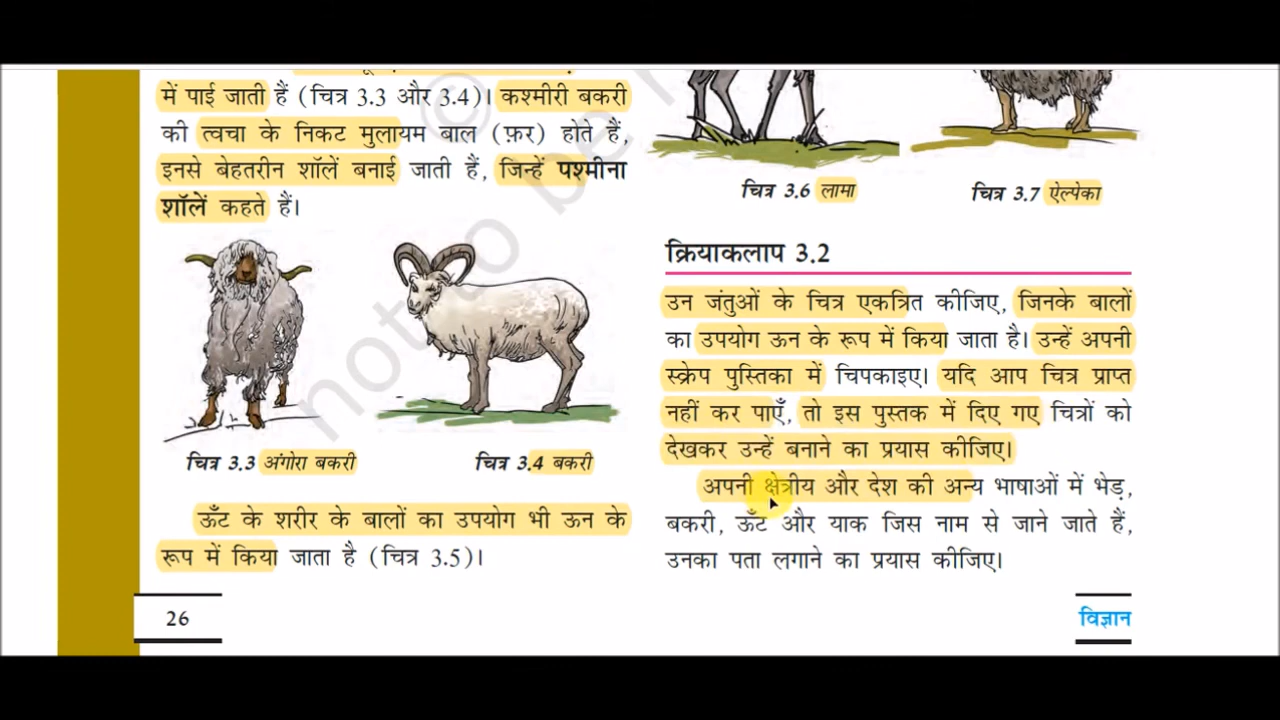 में पाई जाती हैं (चित्र 3.3 और 3.4)। कश्मीरी बकरी
की त्वचा के निकट मुलायम बाल (फ़र) होते हैं,
इनसे बेहतरीन शॉलें बनाई जाती हैं, जिन्हें पश्मीना
शॉलें कहते हैं।
चित्र 3.3 अंगोरा बकरी
चित्र 3.4 बकरी
ऊँट के शरीर के बालों का उपयोग भी ऊन के
रूप में किया जाता है (चित्र 3.5)।
26
चित्र 3.6 लामा
चित्र 3.7 ऐल्पेका
क्रियाकलाप 3.2
उन जंतुओं के चित्र एकत्रित कीजिए, जिनके बालों
का उपयोग ऊन के रूप में किया जाता है। उन्हें अपनी
स्क्रेप पुस्तिका में चिपकाइए। यदि आप चित्र प्राप्त
नहीं कर पाएँ, तो इस पुस्तक में दिए गए चित्रों को
देखकर उन्हें बनाने का प्रयास कीजिए।
अपनी क्षेत्रीय और देश की अन्य भाषाओं में भेड़,
बकरी, ऊँट और याक जिस नाम से जाने जाते हैं,
उनका पता लगाने का प्रयास कीजिए।
विज्ञान
© not to be